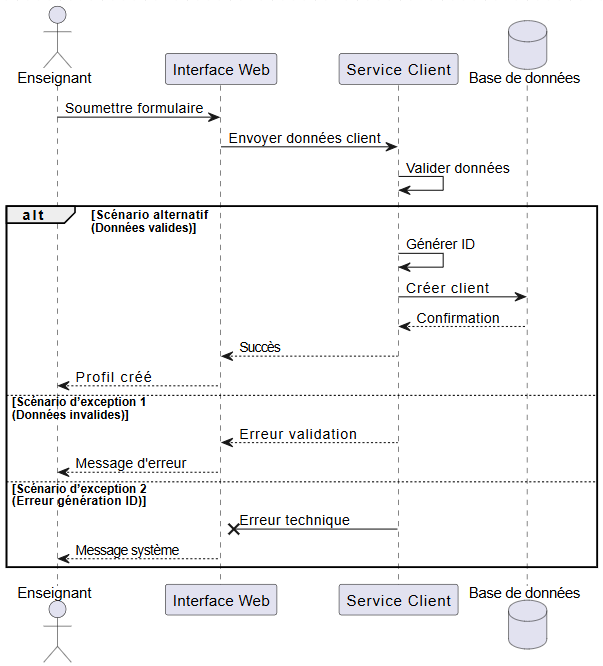 Enseignant
Interface Web
Service Client
Base de données
Soumettre formulaire
Envoyer données client
Valider données
alt
[Scénario alternatif
(Données valides)]
Générer ID
Créer client
Confirmation
Succès
Profil créé
[Scénario d'exception 1
(Données invalides)]
Erreur validation
Message d'erreur
[Scénario d'exception 2
(Erreur génération ID)]
Erreur technique
Message système
Enseignant
Interface Web
Service Client
Base de données